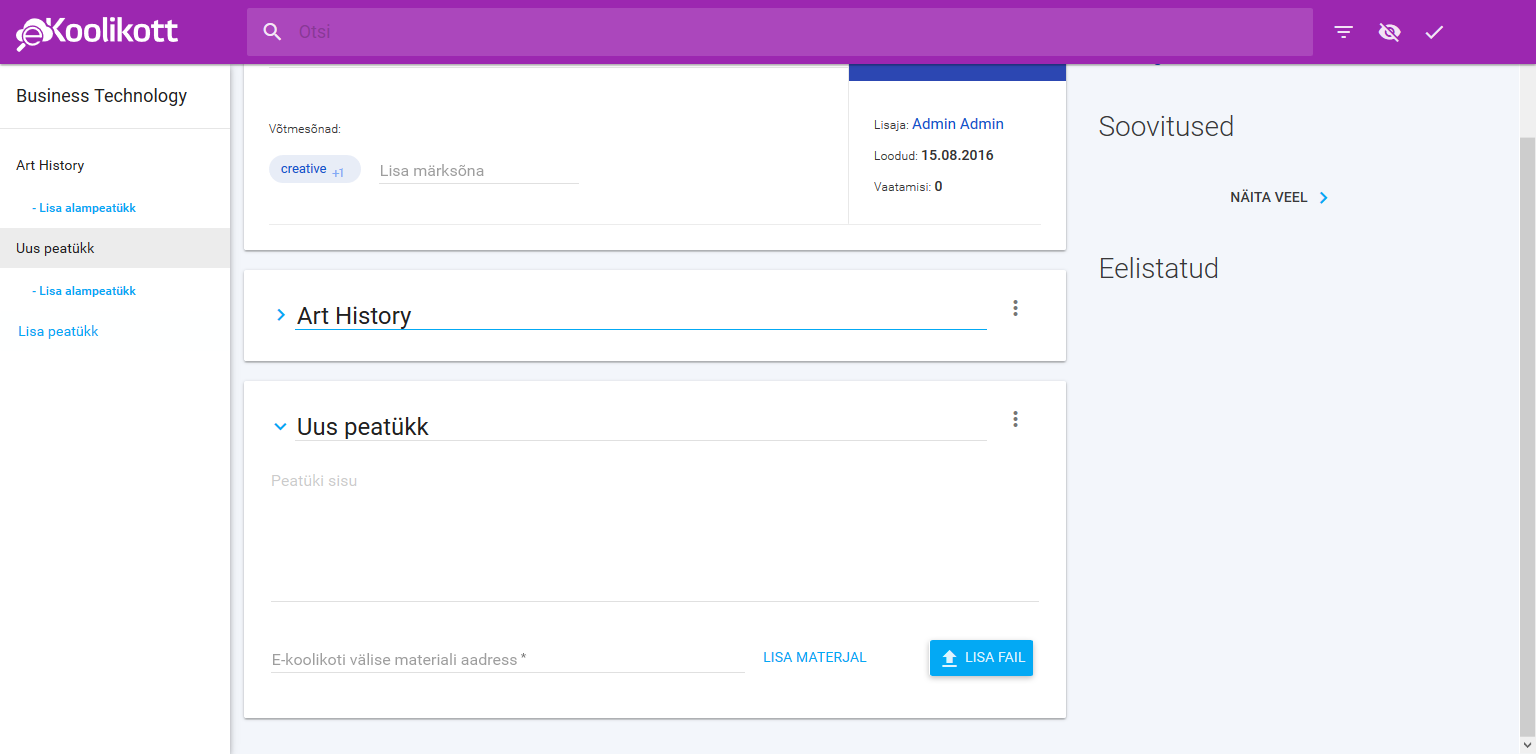 eKoolikott
Otsi
Business Technology
Art History
- Lisa alampeatükk
Uus peatükk
- Lisa alampeatükk
Lisa peatükk
Võtmesõnad:
creative +1
Lisa märksõna
Lisaja: Admin Admin
Loodud: 15.08.2016
Vaatamisi: 0
Art History
Uus peatükk
Peatüki sisu
E-koolikoti välise materiali aadress *
LISA MATERJAL
LISA FAIL
Soovitused
NÄITA VEEL
Eelistatud